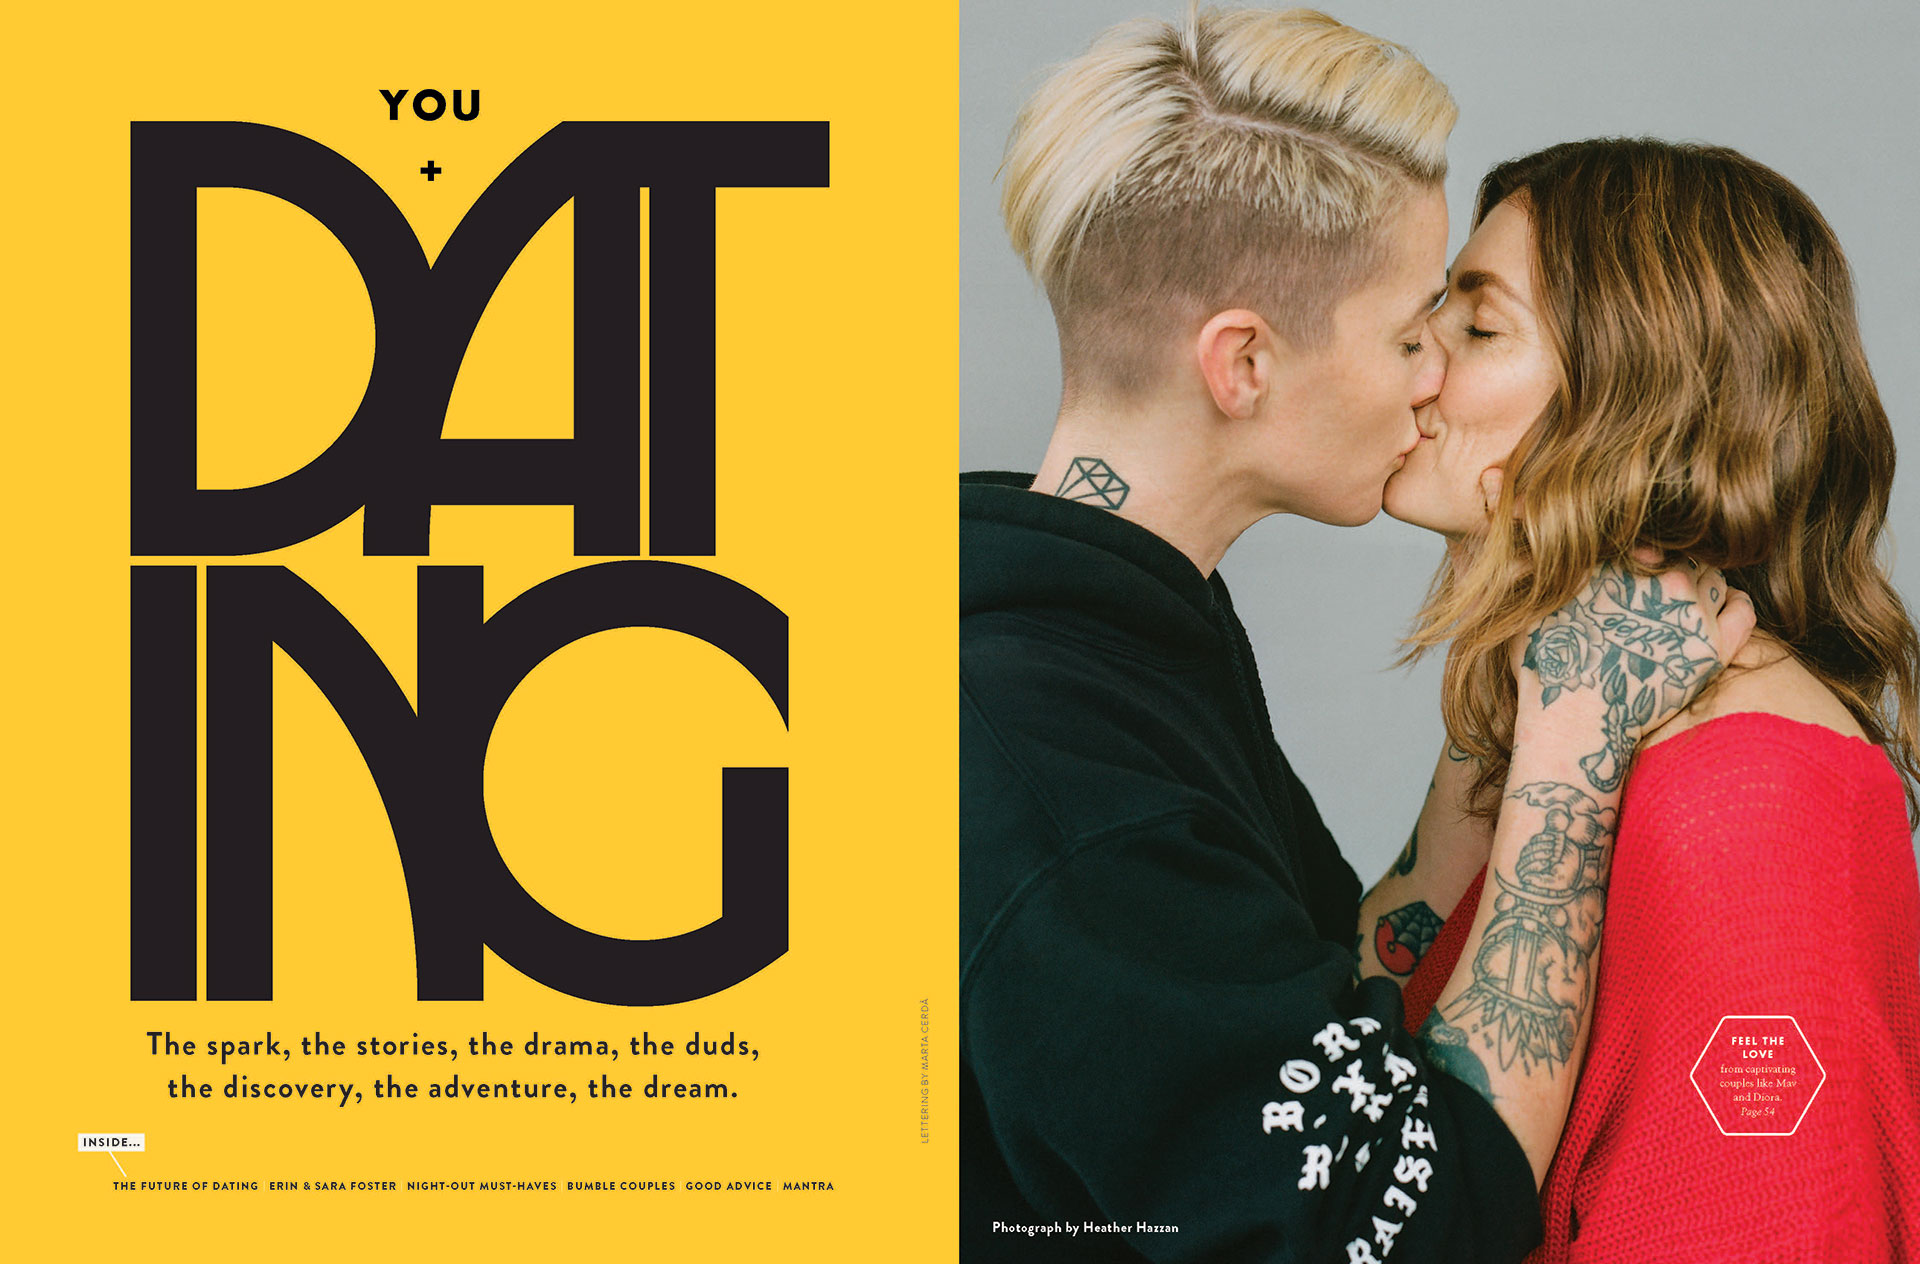 YOU
+
DAT
ING
The spark, the stories, the drama, the duds,
the discovery, the adventure, the dream.
INSIDE...
THE FUTURE OF DATING | ERIN & SARA FOSTER | NIGHT-OUT MUST-HAVES | BUMBLE COUPLES | GOOD ADVICE | MANTRA
LETTERING BY MARTA CERDÀ
FEEL THE
LOVE
from captivating
couples like Mav
and Diora.
Page 54
BORN
X
RAISED
Photograph by Heather Hazzan